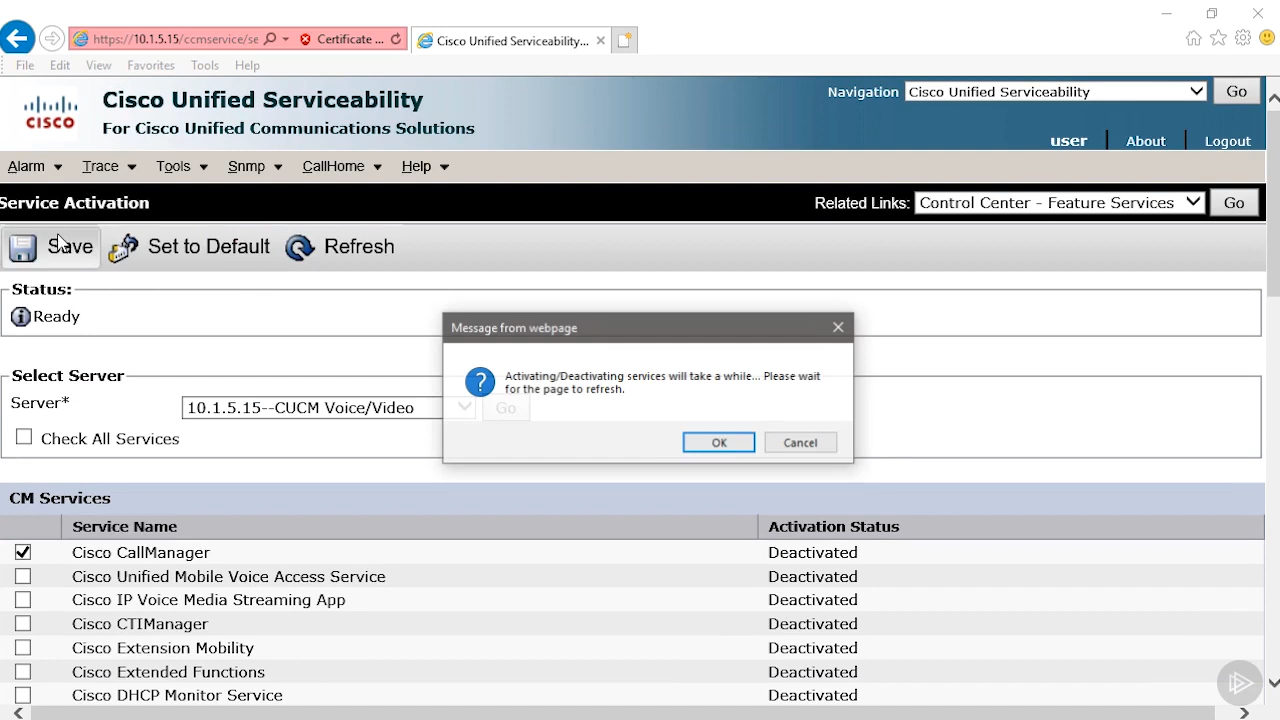 https://10.1.5.15/ccmservice/se
Certificate ...
Cisco Unified Serviceability...
File Edit View Favorites Tools Help
CISCO
Cisco Unified Serviceability
For Cisco Unified Communications Solutions
Navigation Cisco Unified Serviceability Go
user About Logout
Alarm Trace Tools Snmp CallHome Help
Service Activation
Related Links: Control Center - Feature Services Go
Save Set to Default Refresh
Status:
Ready
Message from webpage
Activating/Deactivating services will take a while... Please wait
for the page to refresh.
OK Cancel
Select Server
Server* 10.1.5.15--CUCM Voice/Video Go
Check All Services
CM Services
Service Name Activation Status
Cisco CallManager Deactivated
Cisco Unified Mobile Voice Access Service Deactivated
Cisco IP Voice Media Streaming App Deactivated
Cisco CTIManager Deactivated
Cisco Extension Mobility Deactivated
Cisco Extended Functions Deactivated
Cisco DHCP Monitor Service Deactivated